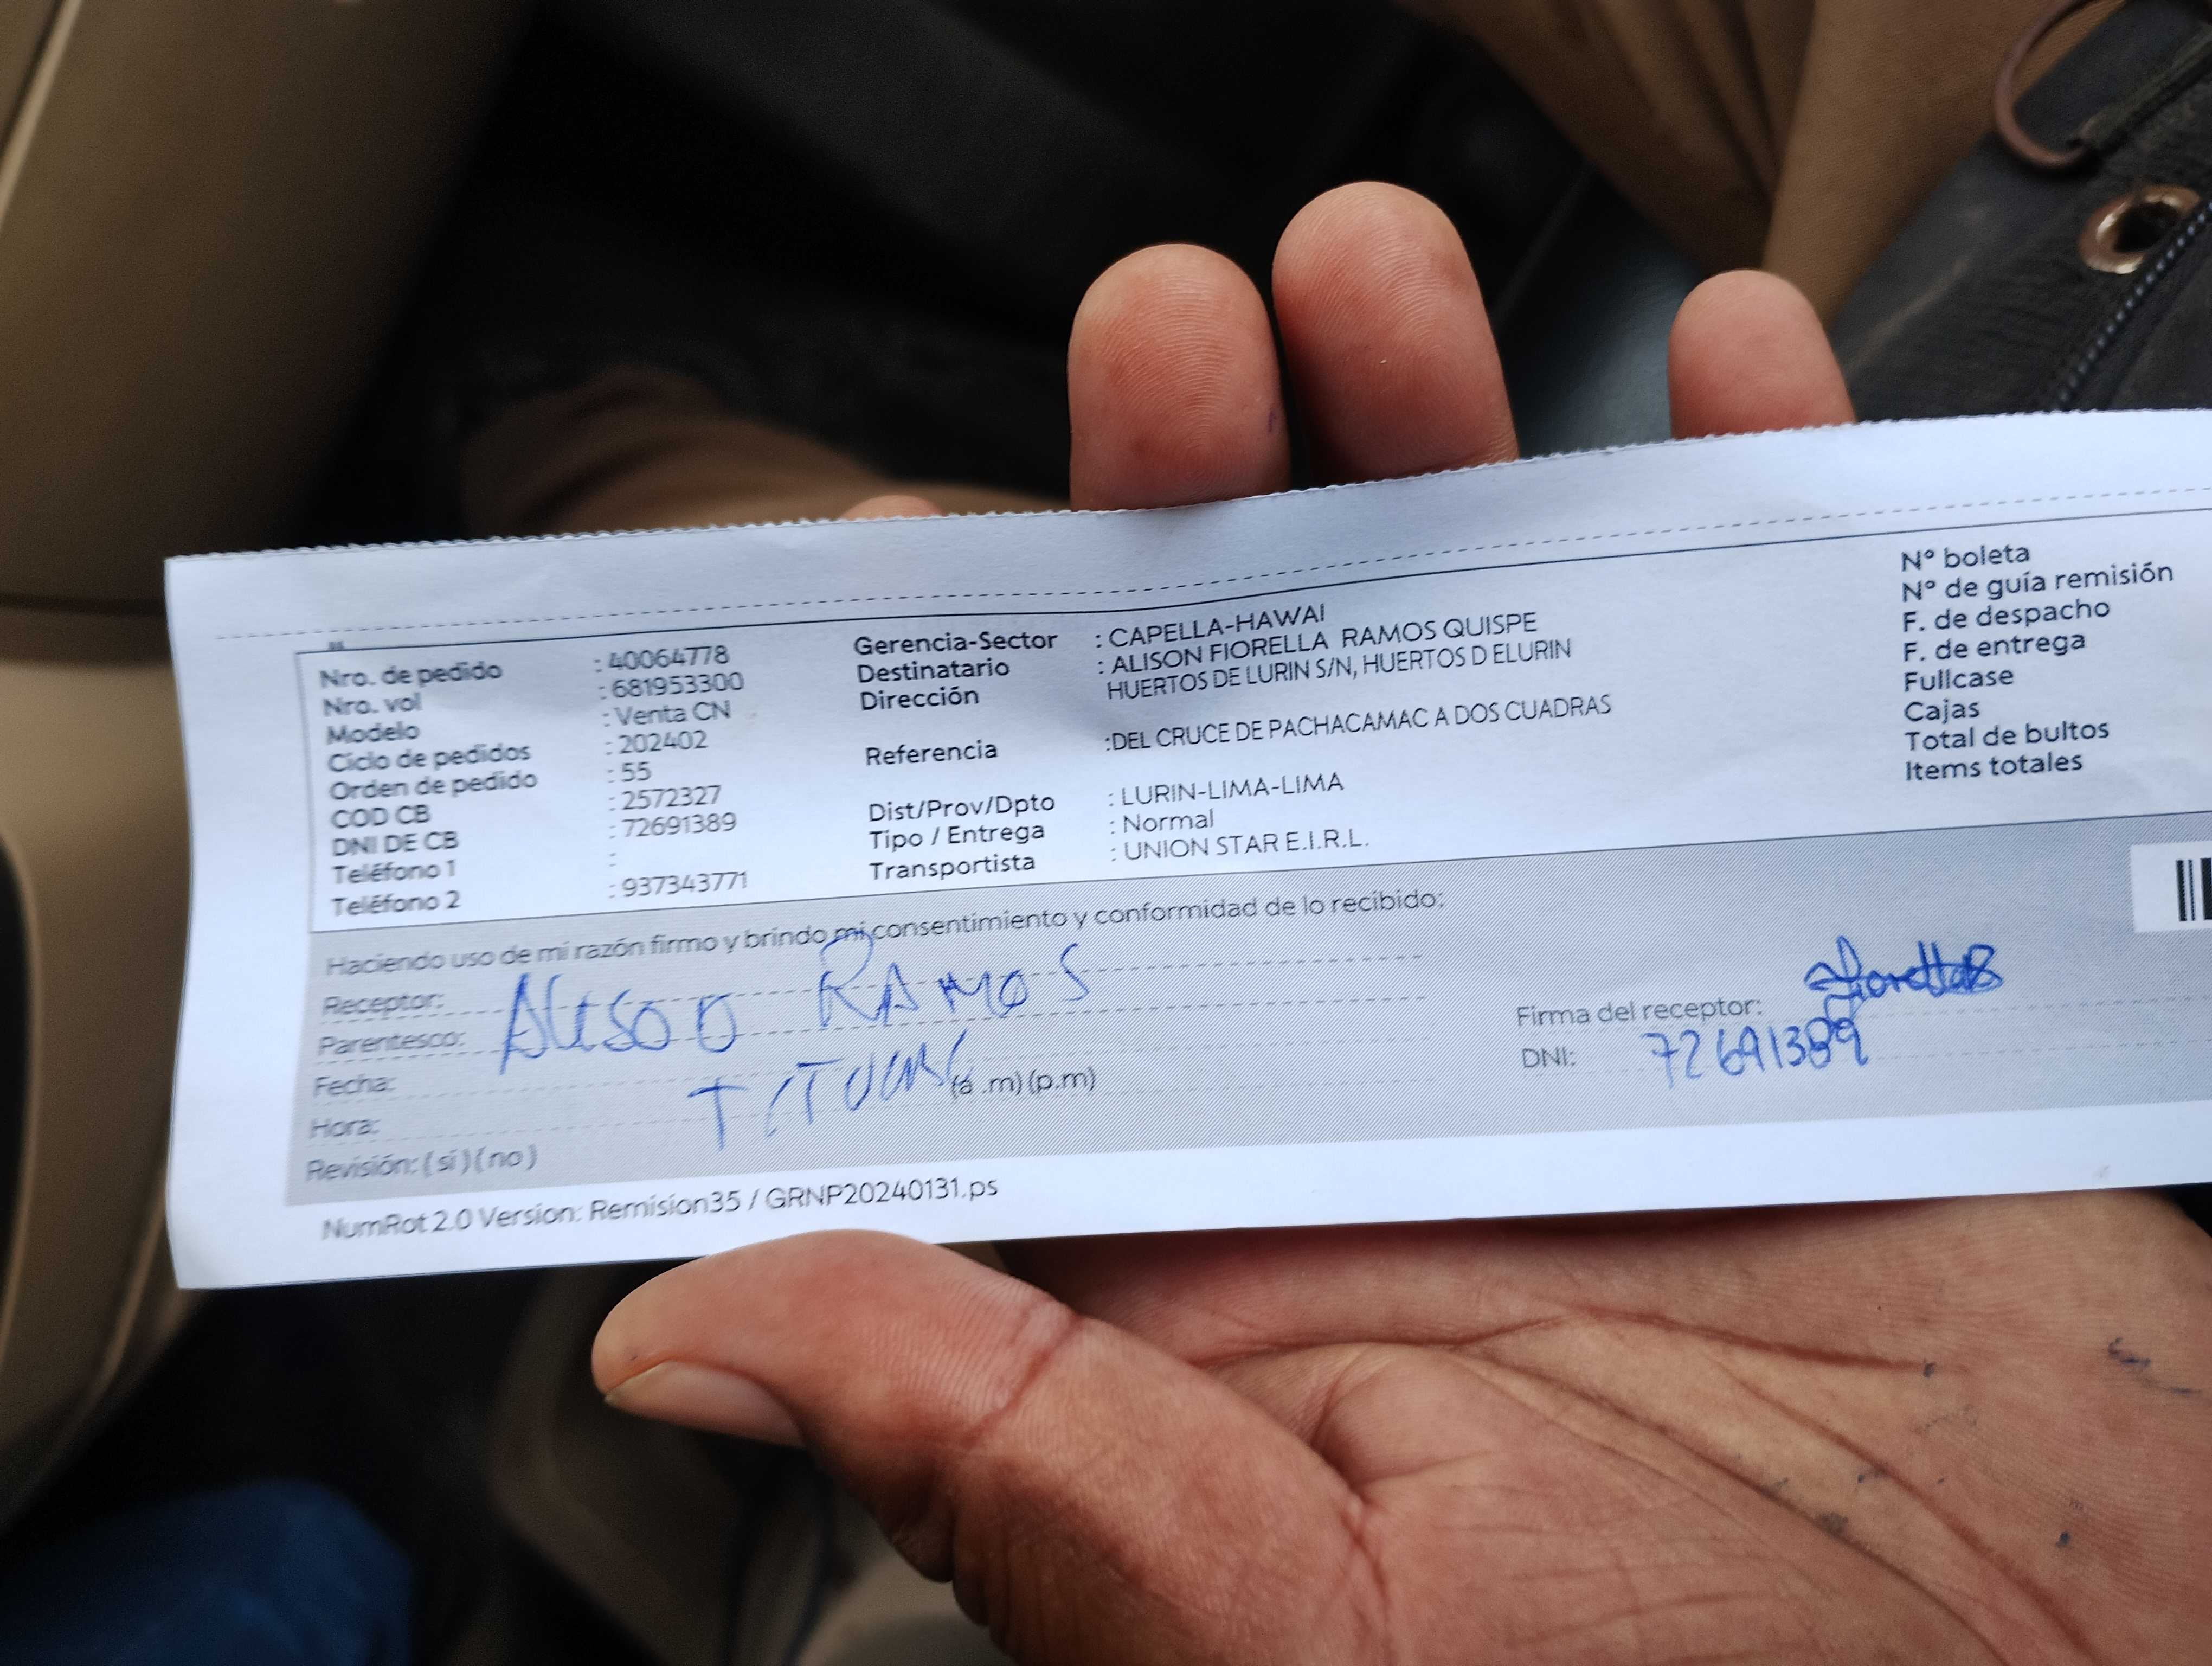 Nro. de pedido : 40064778
Nro. vol : 681953300
Modelo : Venta CN
Ciclo de pedidos : 202402
Orden de pedido : 55
COD CB : 2572327
DNI DE CB : 72691389
Teléfono 1 :
Teléfono 2 : 937343771
Gerencia-Sector : CAPELLA-HAWAI
Destinatario : ALISON FIORELLA RAMOS QUISPE
Dirección HUERTOS DE LURIN S/N, HUERTOS D ELURIN
Referencia :DEL CRUCE DE PACHACAMAC A DOS CUADRAS
Dist/Prov/Dpto : LURIN-LIMA-LIMA
Tipo / Entrega : Normal
Transportista : UNION STAR E.I.R.L.
N° boleta
N° de guía remisión
F. de despacho
F. de entrega
Fullcase
Cajas
Total de bultos
Items totales
Haciendo uso de mi razón firmo y brindo mi consentimiento y conformidad de lo recibido:
Receptor: ALISON RAMOS
Parentesco: TITULAR
Fecha:
Hora: (a .m) (p.m)
Revisión: ( sí ) ( no )
Firma del receptor:
DNI: 72691389
NumRot 2.0 Version: Remision35 / GRNP20240131.ps